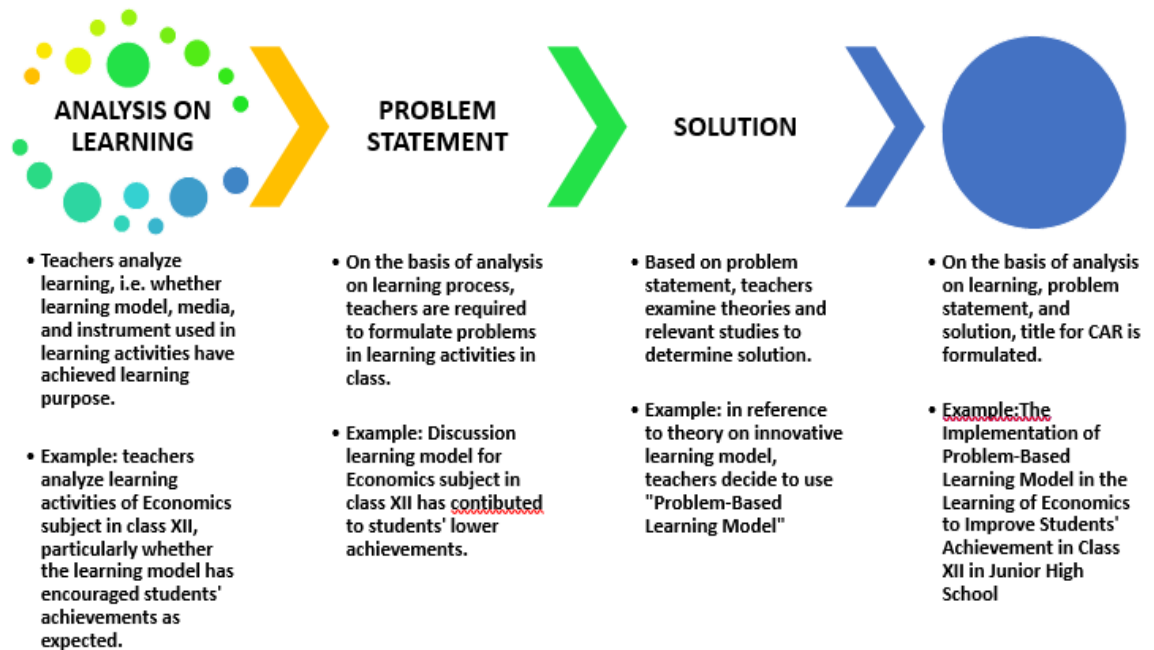 ANALYSIS ON
LEARNING
PROBLEM
STATEMENT
SOLUTION
• Teachers analyze
learning, i.e. whether
learning model, media,
and instrument used in
learning activities have
achieved learning
purpose.
• Example: teachers
analyze learning
activities of Economics
subject in class XII,
particularly whether
the learning model has
encouraged students'
achievements as
expected.
• On the basis of analysis
on learning process,
teachers are required
to formulate problems
in learning activities in
class.
• Example: Discussion
learning model for
Economics subject in
class XII has contibuted
to students' lower
achievements.
• Based on problem
statement, teachers
examine theories and
relevant studies to
determine solution.
• Example: in reference
to theory on innovative
learning model,
teachers decide to use
"Problem-Based
Learning Model"
• On the basis of analysis
on learning, problem
statement, and
solution, title for CAR is
formulated.
• Example:The
Implementation of
Problem-Based
Learning Model in the
Learning of Economics
to Improve Students'
Achievement in Class
XII in Junior High
School